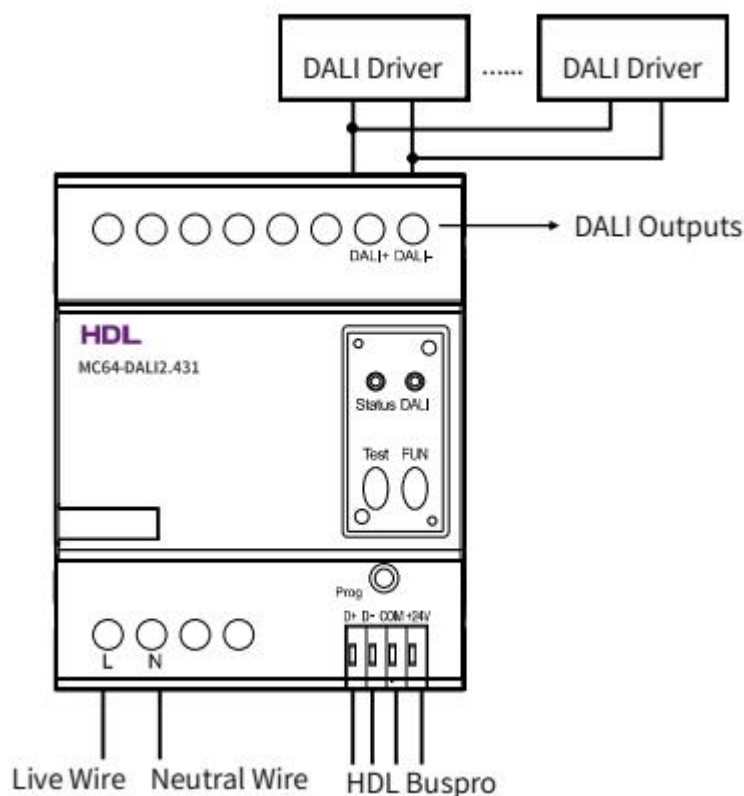 DALI Driver ...... DALI Driver
DALI Outputs
DALI+ DALI-
HDL
MC64-DALI2.431
Status DALI
Test FUN
Prog
D+ D- COM +24V
L N
Live Wire Neutral Wire HDL Buspro